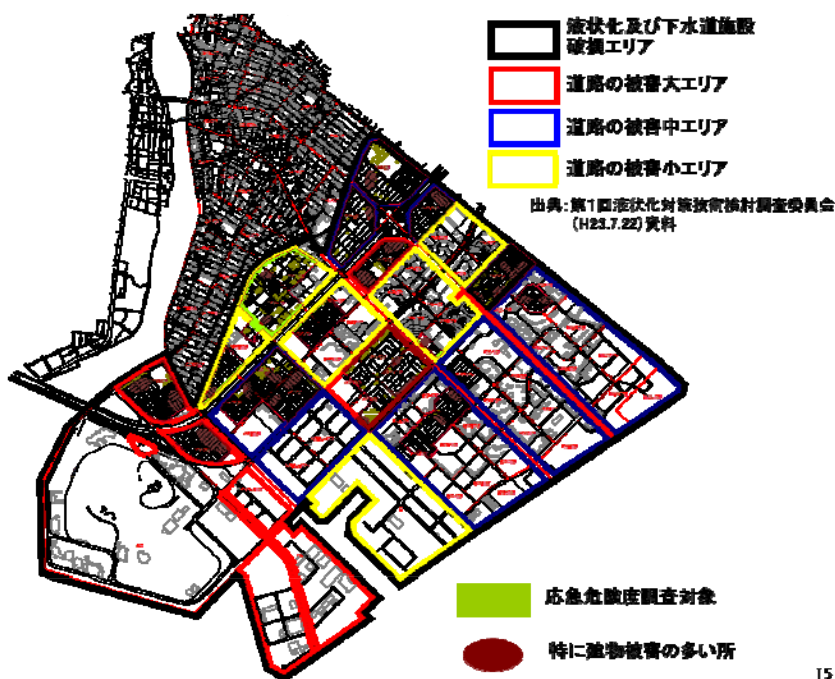 液状化及び下水道施設
破損エリア
道路の被害大エリア
道路の被害中エリア
道路の被害小エリア
出典:第1回液状化対策技術検討調査委員会
(H23.7.22)資料
応急危険度調査対象
特に建物被害の多い所
15